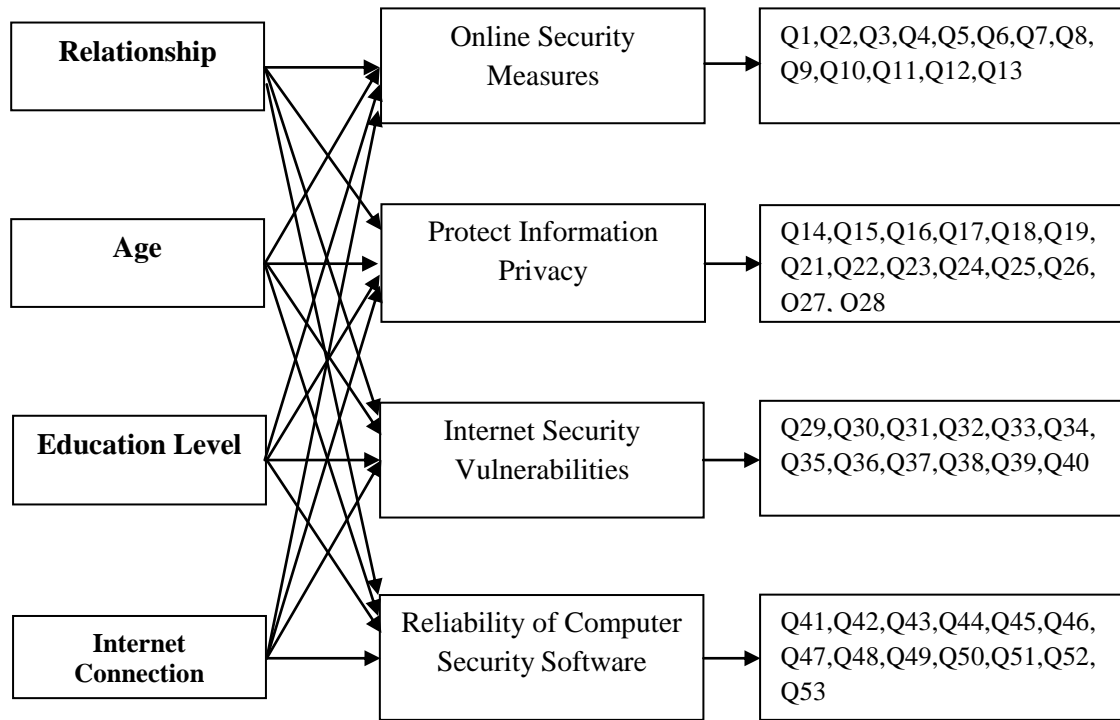 Relationship
Online Security
Measures
Q1,Q2,Q3,Q4,Q5,Q6,Q7,Q8,
Q9,Q10,Q11,Q12,Q13
Age
Protect Information
Privacy
Q14,Q15,Q16,Q17,Q18,Q19,
Q21,Q22,Q23,Q24,Q25,Q26,
Q27, Q28
Education Level
Internet Security
Vulnerabilities
Q29,Q30,Q31,Q32,Q33,Q34,
Q35,Q36,Q37,Q38,Q39,Q40
Internet
Connection
Reliability of Computer
Security Software
Q41,Q42,Q43,Q44,Q45,Q46,
Q47,Q48,Q49,Q50,Q51,Q52,
Q53